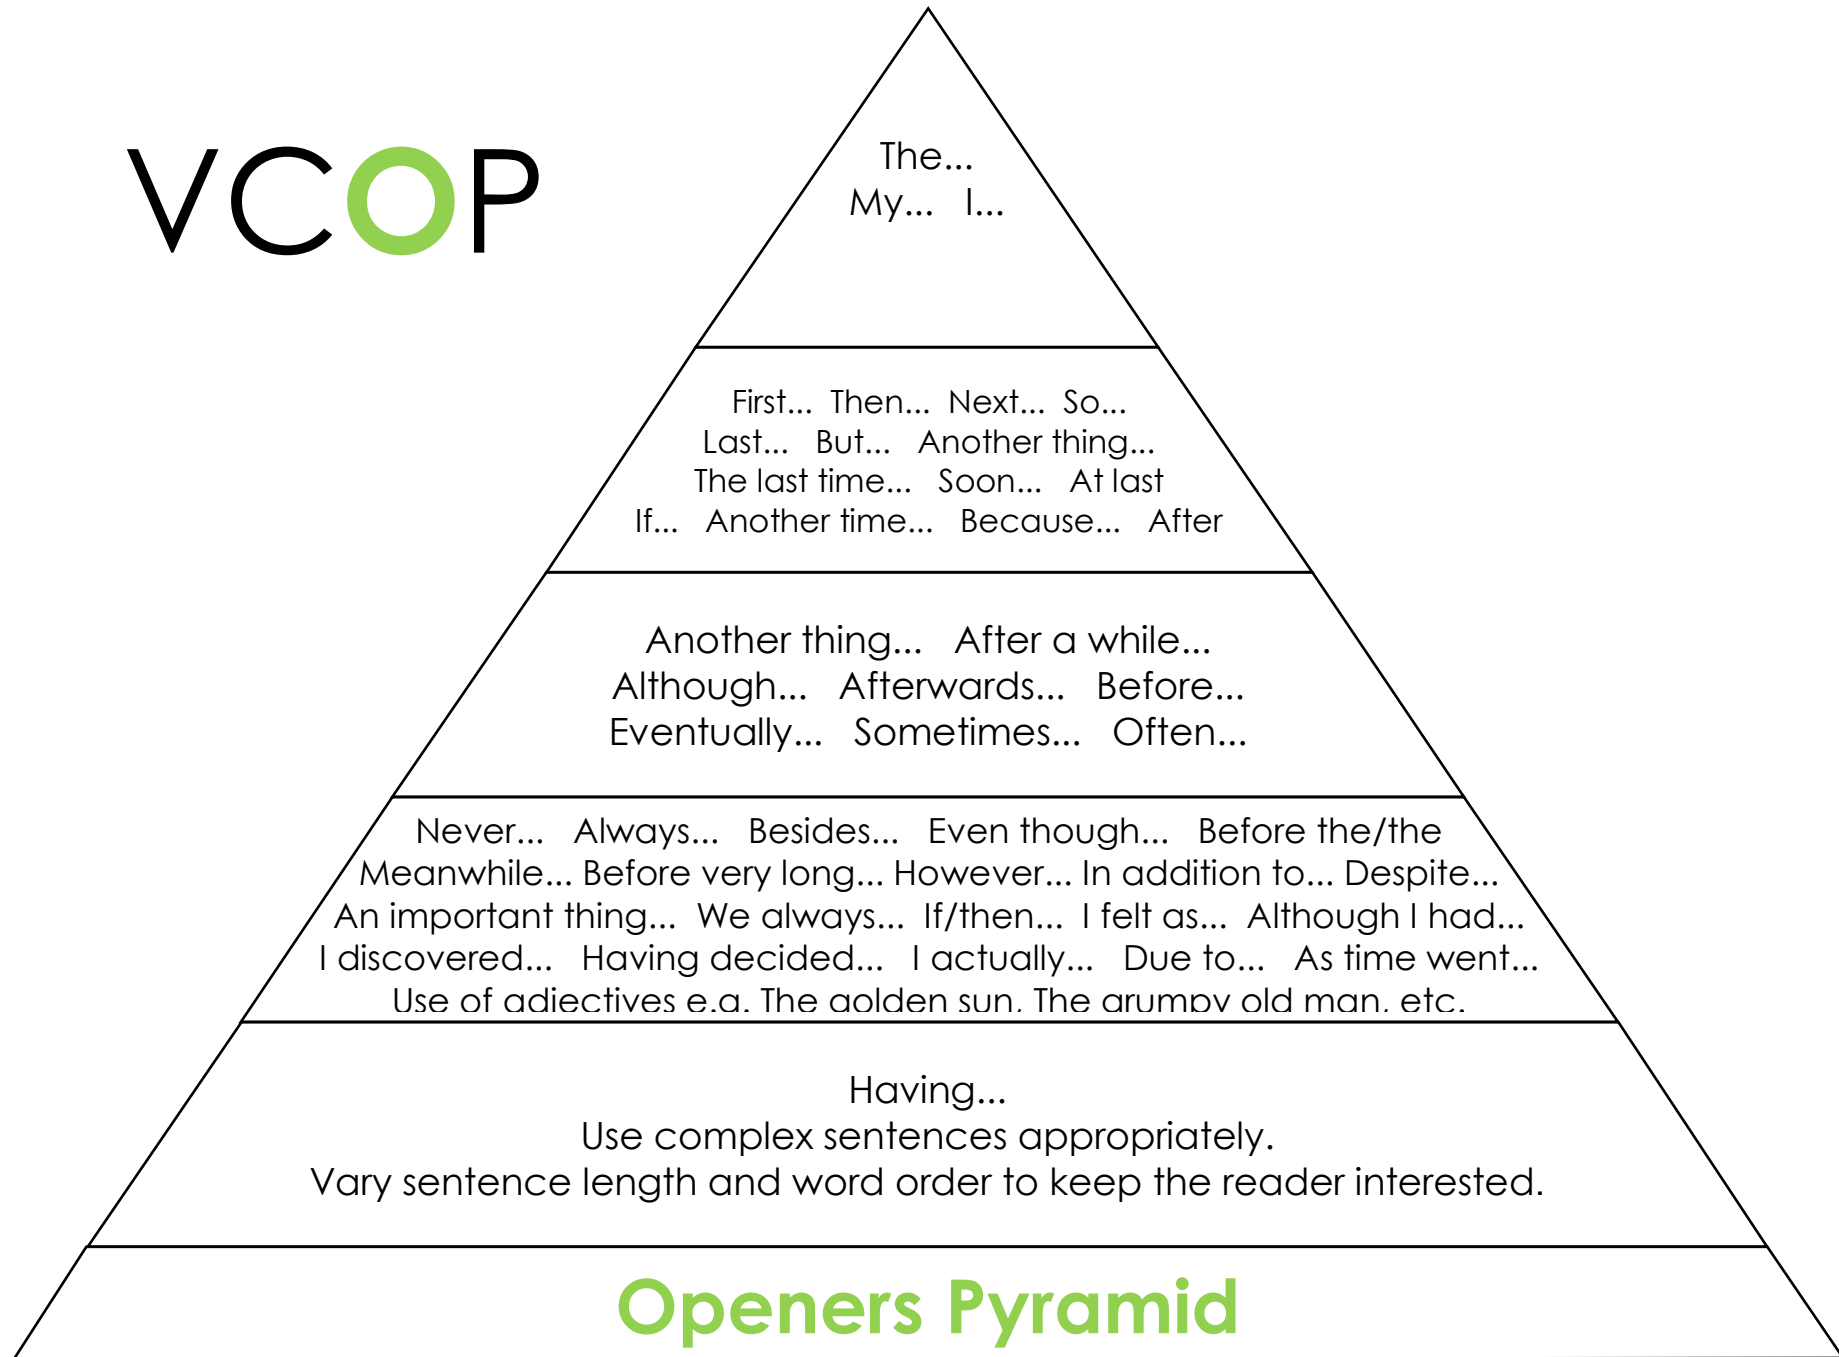 VCOP
The...
My... I...
First... Then... Next... So...
Last... But... Another thing...
The last time... Soon... At last
If... Another time... Because... After
Another thing... After a while...
Although... Afterwards... Before...
Eventually... Sometimes... Often...
Never... Always... Besides... Even though... Before the/the
Meanwhile... Before very long... However... In addition to... Despite...
An important thing... We always... If/then... I felt as... Although I had...
I discovered... Having decided... I actually... Due to... As time went...
Use of adjectives e.g. The golden sun, The grumpy old man, etc.
Having...
Use complex sentences appropriately.
Vary sentence length and word order to keep the reader interested.
Openers Pyramid